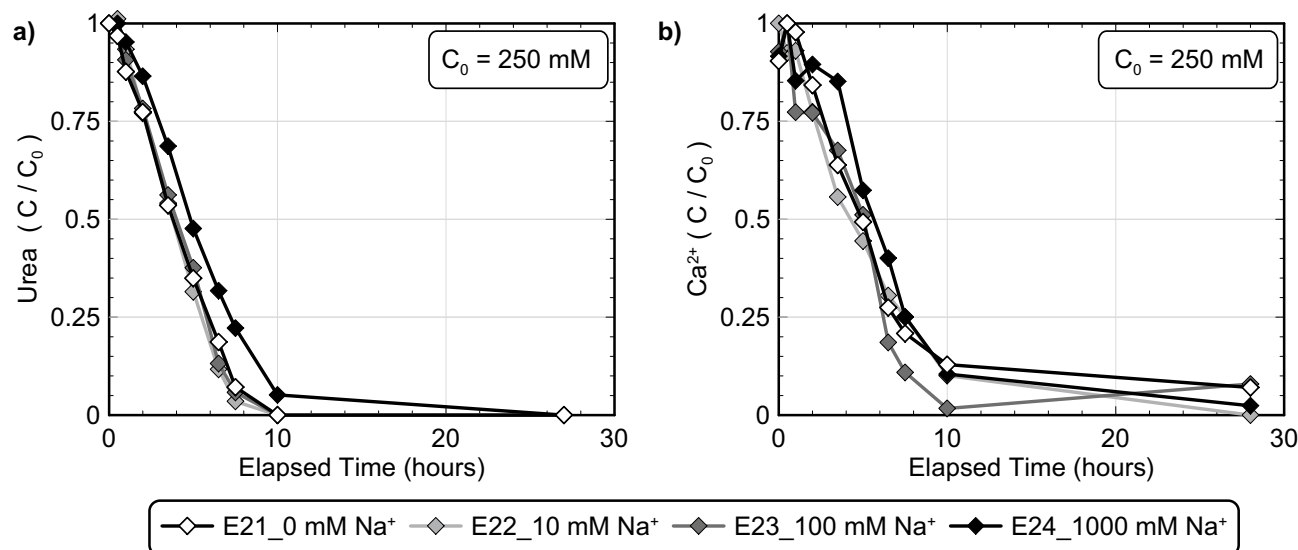 a)
C₀ = 250 mM
1
0.75
0.5
0.25
0
Urea ( C / C₀ )
0 10 20 30
Elapsed Time (hours)
b)
C₀ = 250 mM
1
0.75
0.5
0.25
0
Ca²⁺ ( C / C₀ )
0 10 20 30
Elapsed Time (hours)
E21_0 mM Na⁺ E22_10 mM Na⁺ E23_100 mM Na⁺ E24_1000 mM Na⁺